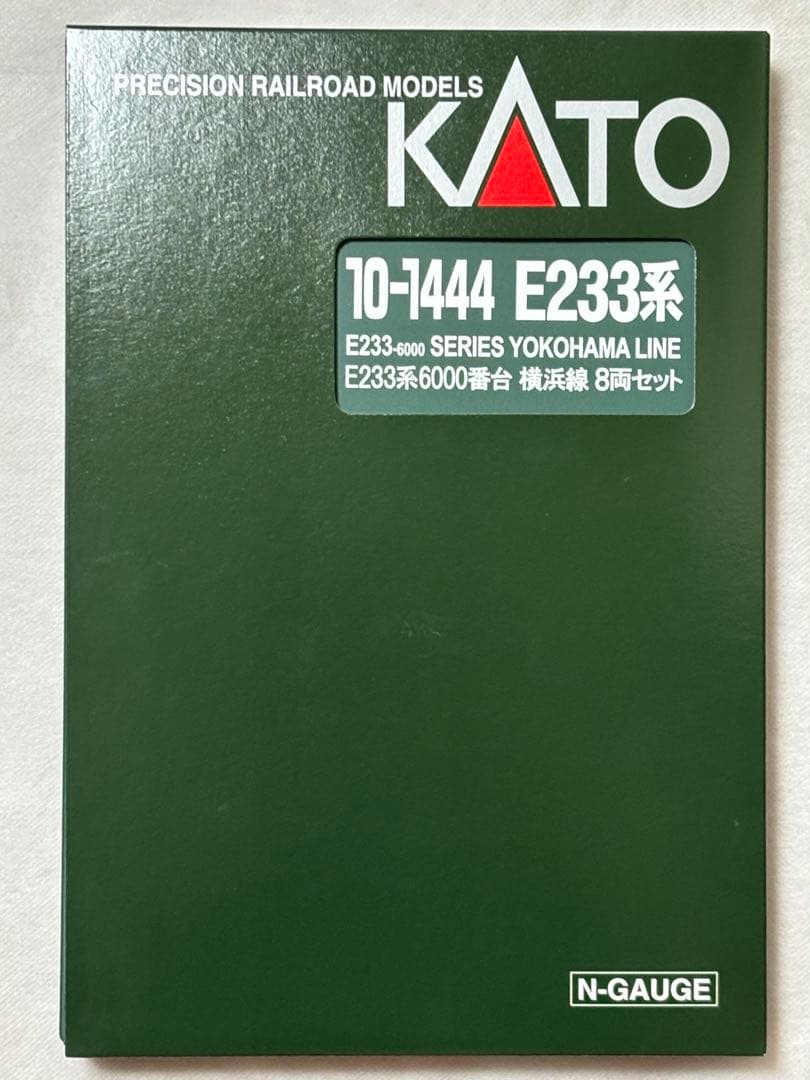 PRECISION RAILROAD MODELS
KATO
10-1444 E233系
E233-6000 SERIES YOKOHAMA LINE
E233系6000番台 横浜線 8両セット
N-GAUGE